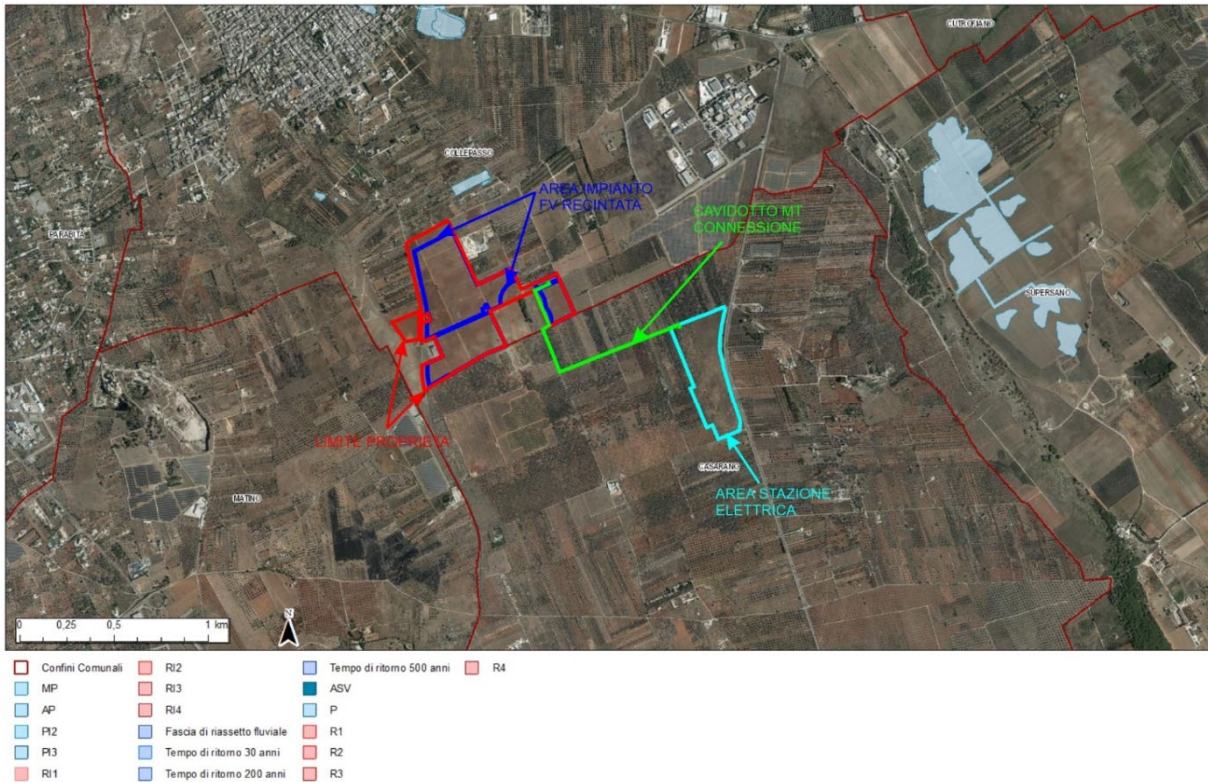 CUTROFIANO
COLLEPASSO
AREA IMPIANTO
FV RECINTATA
CAVIDOTTO MT
CONNESSIONE
PARABITA
SUPERSANO
LIMITE PROPRIETA'
CASARANO
AREA STAZIONE
ELETTRICA
MATINO
N
0 0,25 0,5 1 km
Confini Comunali RI2 Tempo di ritorno 500 anni R4
MP RI3 ASV
AP RI4 P
PI2 Fascia di riassetto fluviale R1
PI3 Tempo di ritorno 30 anni R2
RI1 Tempo di ritorno 200 anni R3